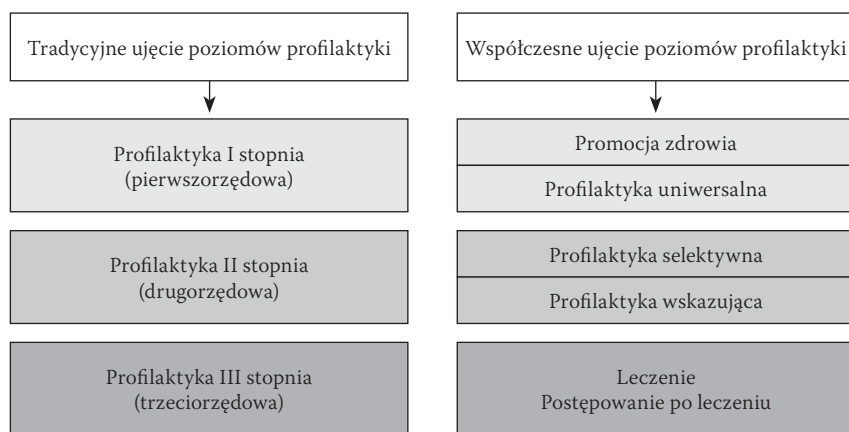 Tradycyjne ujęcie poziomów profilaktyki
Profilaktyka I stopnia
(pierwszorzędowa)
Profilaktyka II stopnia
(drugorzędowa)
Profilaktyka III stopnia
(trzeciorzędowa)
Współczesne ujęcie poziomów profilaktyki
Promocja zdrowia
Profilaktyka uniwersalna
Profilaktyka selektywna
Profilaktyka wskazująca
Leczenie
Postępowanie po leczeniu